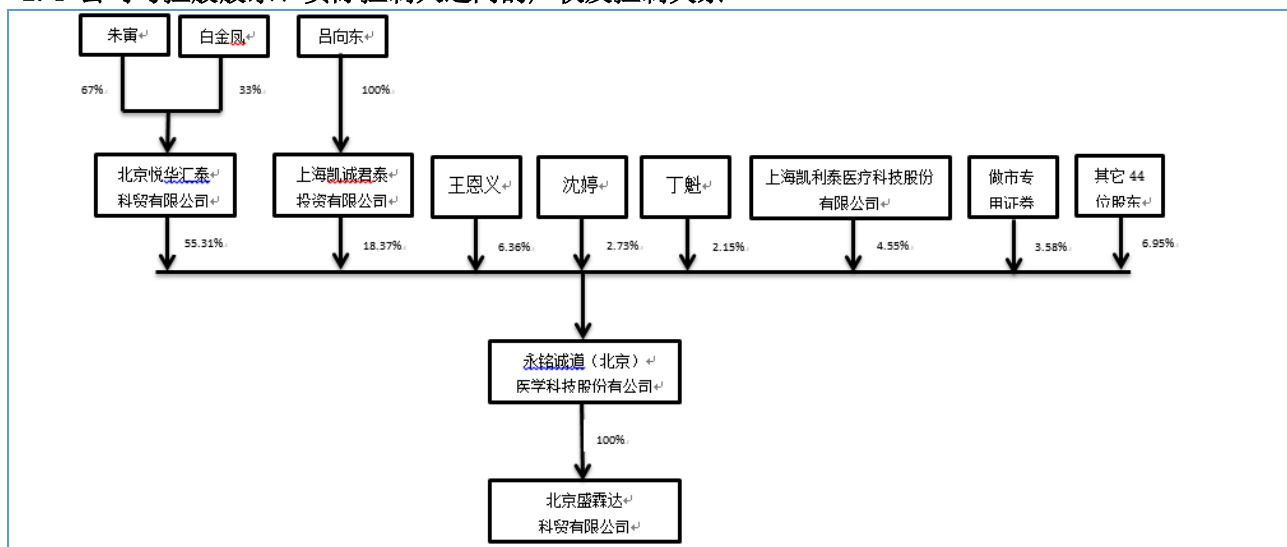 朱寅
白金凤
吕向东
67%
33%
100%
北京悦华汇泰
科贸有限公司
上海凯诚君泰
投资有限公司
王恩义
沈婷
丁魁
上海凯利泰医疗科技股份
有限公司
做市专
用证券
其它 44
位股东
55.31%
18.37%
6.36%
2.73%
2.15%
4.55%
3.58%
6.95%
永铭诚道（北京）
医学科技股份有公司
100%
北京盛霖达
科贸有限公司